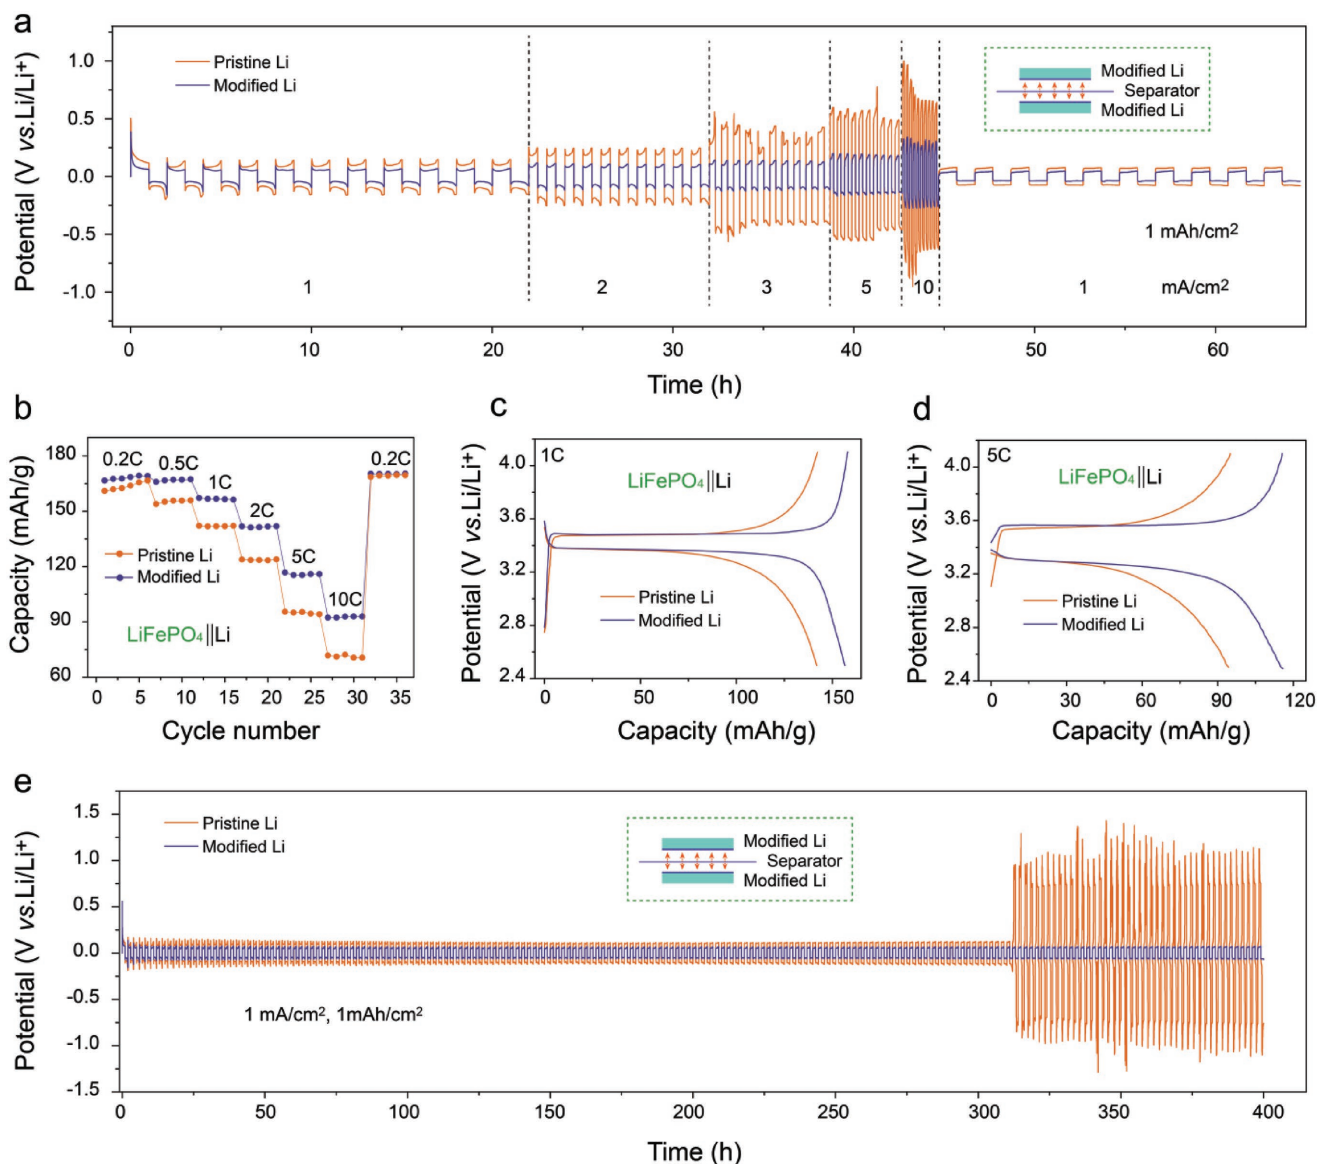 a
Potential (V vs.Li/Li⁺)
1.0
0.5
0.0
-0.5
-1.0
Pristine Li
Modified Li
Modified Li
Separator
Modified Li
1 mAh/cm²
1 2 3 5 10 1 mA/cm²
0 10 20 30 40 50 60
Time (h)
b
Capacity (mAh/g)
180
150
120
90
60
0.2C 0.5C 1C 2C 5C 10C 0.2C
Pristine Li
Modified Li
LiFePO₄||Li
0 5 10 15 20 25 30 35
Cycle number
c
Potential (V vs.Li/Li⁺)
4.0
3.6
3.2
2.8
2.4
1C
LiFePO₄||Li
Pristine Li
Modified Li
0 50 100 150
Capacity (mAh/g)
d
Potential (V vs.Li/Li⁺)
4.0
3.6
3.2
2.8
2.4
5C
LiFePO₄||Li
Pristine Li
Modified Li
0 30 60 90 120
Capacity (mAh/g)
e
Potential (V vs.Li/Li⁺)
1.5
1.0
0.5
0.0
-0.5
-1.0
-1.5
Pristine Li
Modified Li
Modified Li
Separator
Modified Li
1 mA/cm², 1mAh/cm²
0 50 100 150 200 250 300 350 400
Time (h)